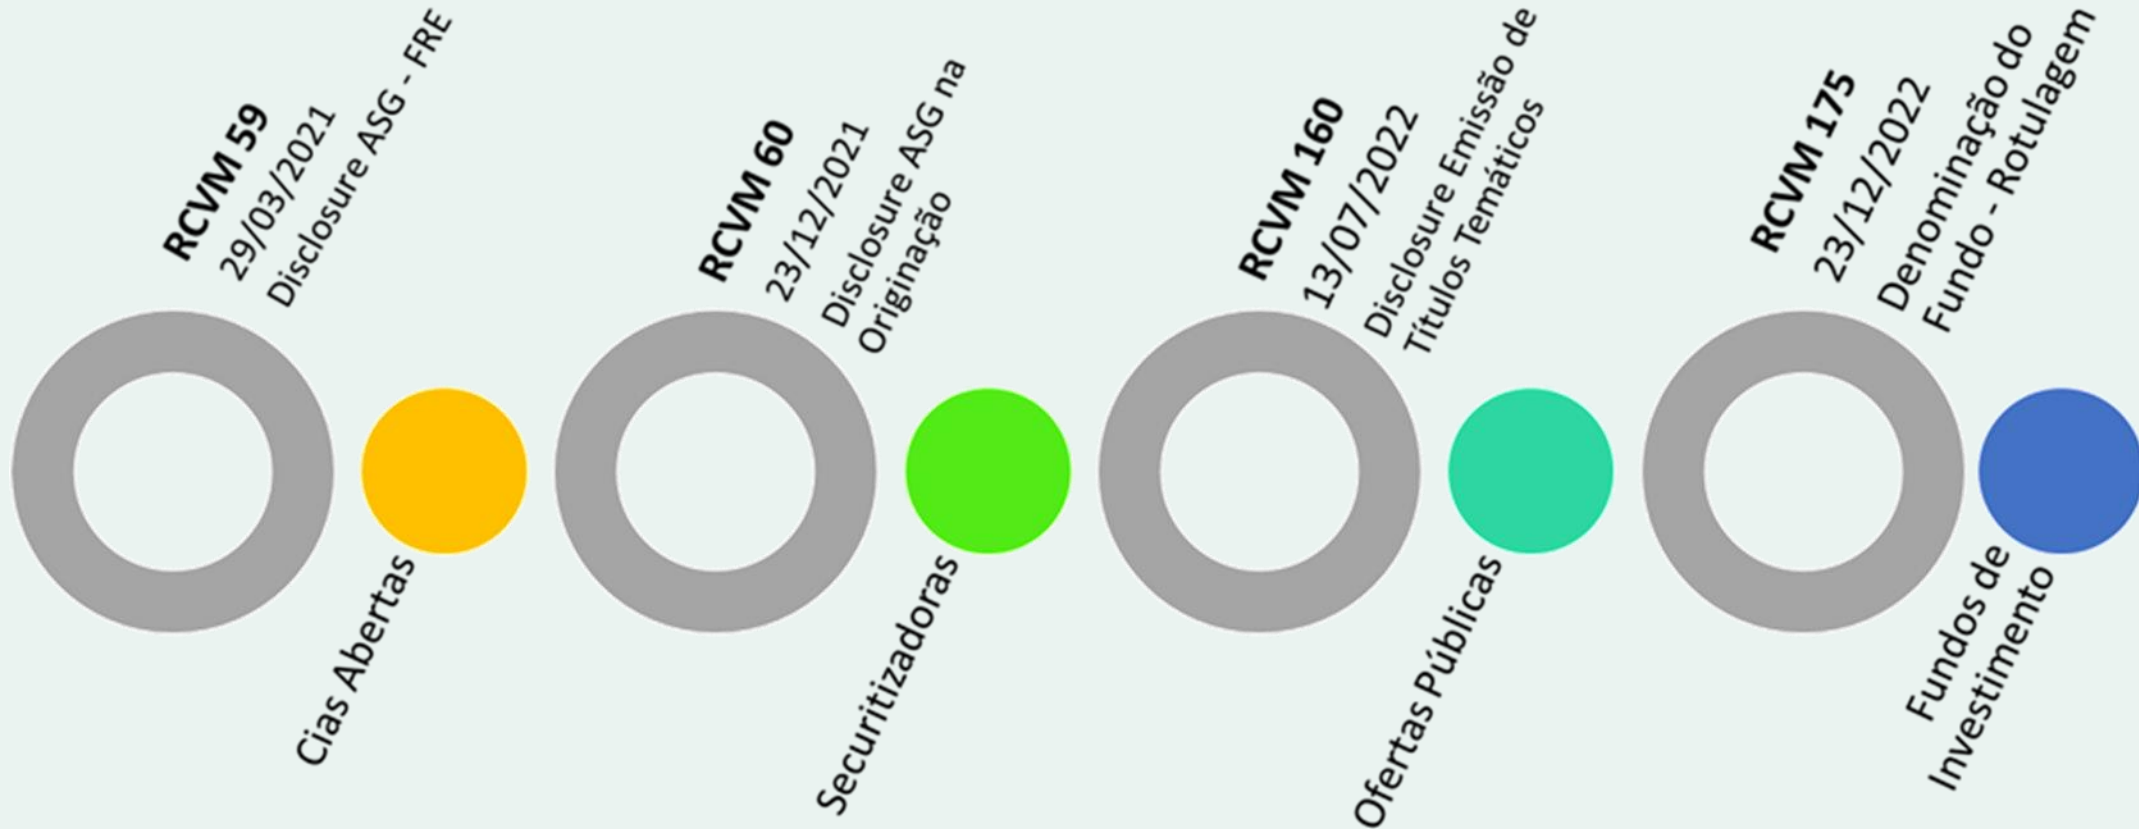 RCVM 59
29/03/2021
Disclosure ASG - FRE
Cias Abertas
RCVM 60
23/12/2021
Disclosure ASG na
Originação
Securitizadoras
RCVM 160
13/07/2022
Disclosure Emissão de
Títulos Temáticos
Ofertas Públicas
RCVM 175
23/12/2022
Denominação do
Fundo - Rotulagem
Fundos de
Investimento